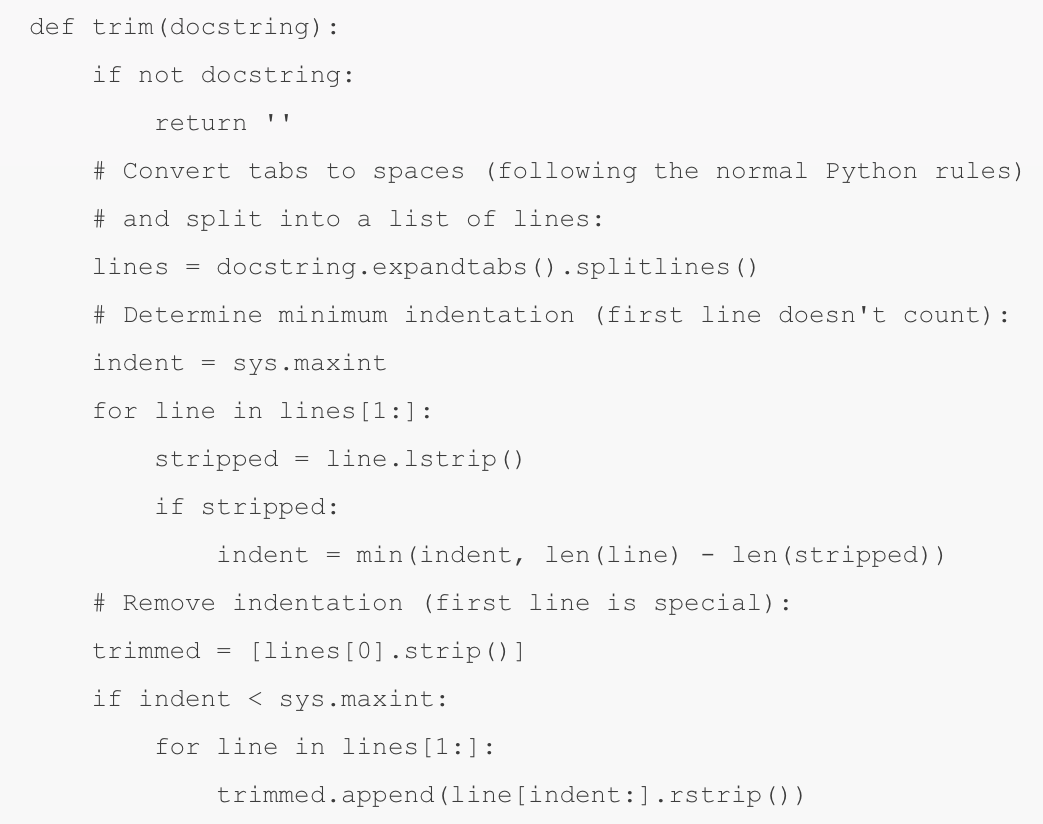 def trim(docstring):
    if not docstring:
        return ''
    # Convert tabs to spaces (following the normal Python rules)
    # and split into a list of lines:
    lines = docstring.expandtabs().splitlines()
    # Determine minimum indentation (first line doesn't count):
    indent = sys.maxint
    for line in lines[1:]:
        stripped = line.lstrip()
        if stripped:
            indent = min(indent, len(line) - len(stripped))
    # Remove indentation (first line is special):
    trimmed = [lines[0].strip()]
    if indent < sys.maxint:
        for line in lines[1:]:
            trimmed.append(line[indent:].rstrip())